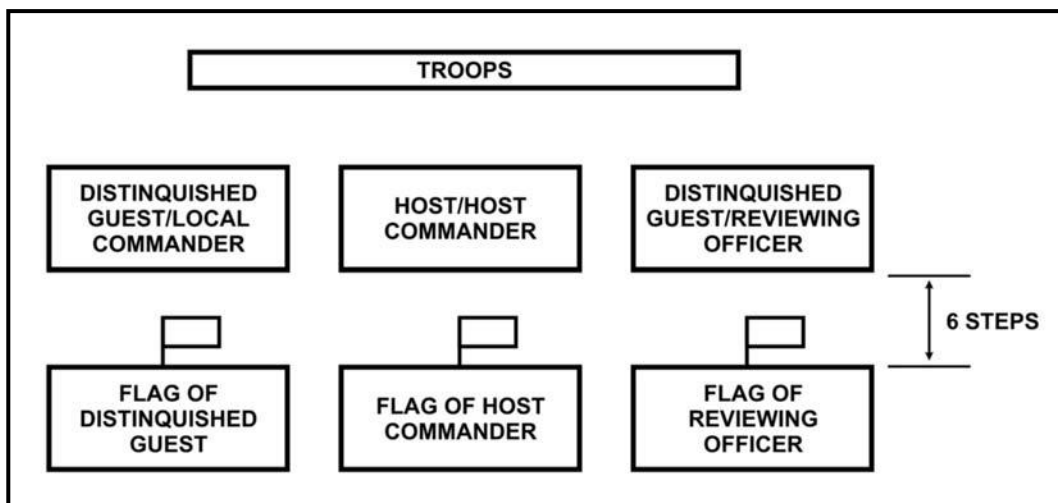 TROOPS
DISTINQUISHED
GUEST/LOCAL
COMMANDER
HOST/HOST
COMMANDER
DISTINQUISHED
GUEST/REVIEWING
OFFICER
6 STEPS
FLAG OF
DISTINQUISHED
GUEST
FLAG OF HOST
COMMANDER
FLAG OF
REVIEWING
OFFICER